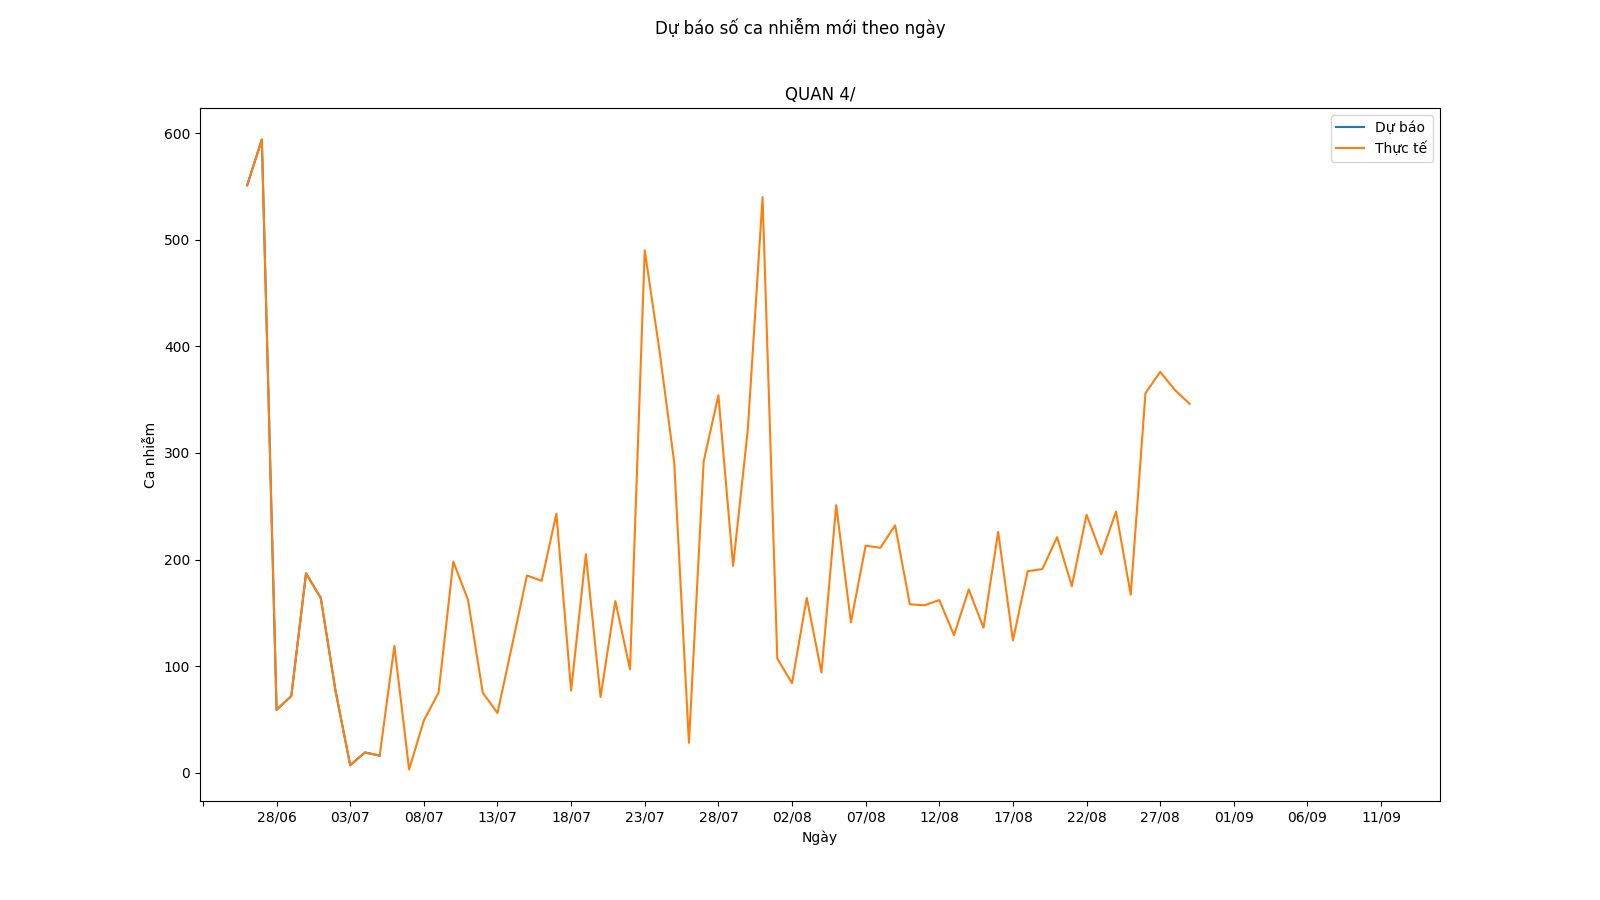 Dự báo số ca nhiễm mới theo ngày
QUAN 4/
Dự báo
Thực tế
600
500
400
300
200
100
0
Ca nhiễm
28/06 03/07 08/07 13/07 18/07 23/07 28/07 02/08 07/08 12/08 17/08 22/08 27/08 01/09 06/09 11/09
Ngày